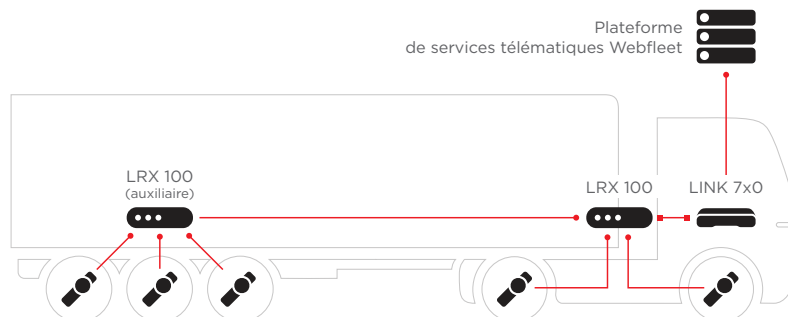 Plateforme
de services télématiques Webfleet
LRX 100
(auxiliaire)
LRX 100
LINK 7x0